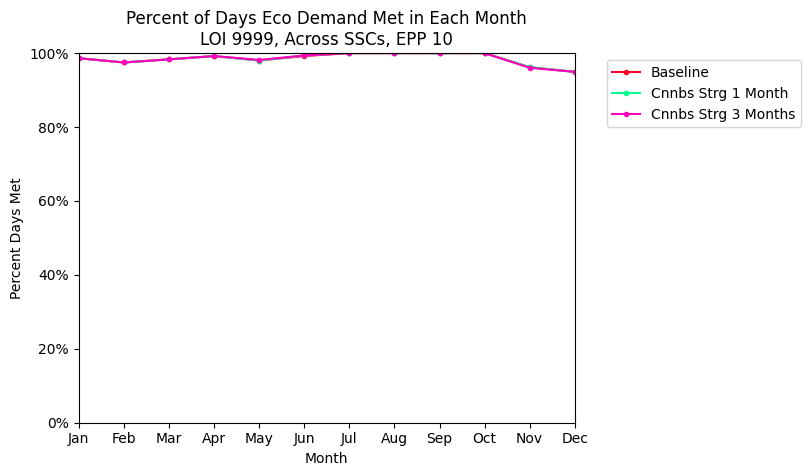 Percent of Days Eco Demand Met in Each Month
LOI 9999, Across SSCs, EPP 10
100%
80%
60%
40%
20%
0%
Percent Days Met
Jan Feb Mar Apr May Jun Jul Aug Sep Oct Nov Dec
Month
Baseline
Cnnbs Strg 1 Month
Cnnbs Strg 3 Months